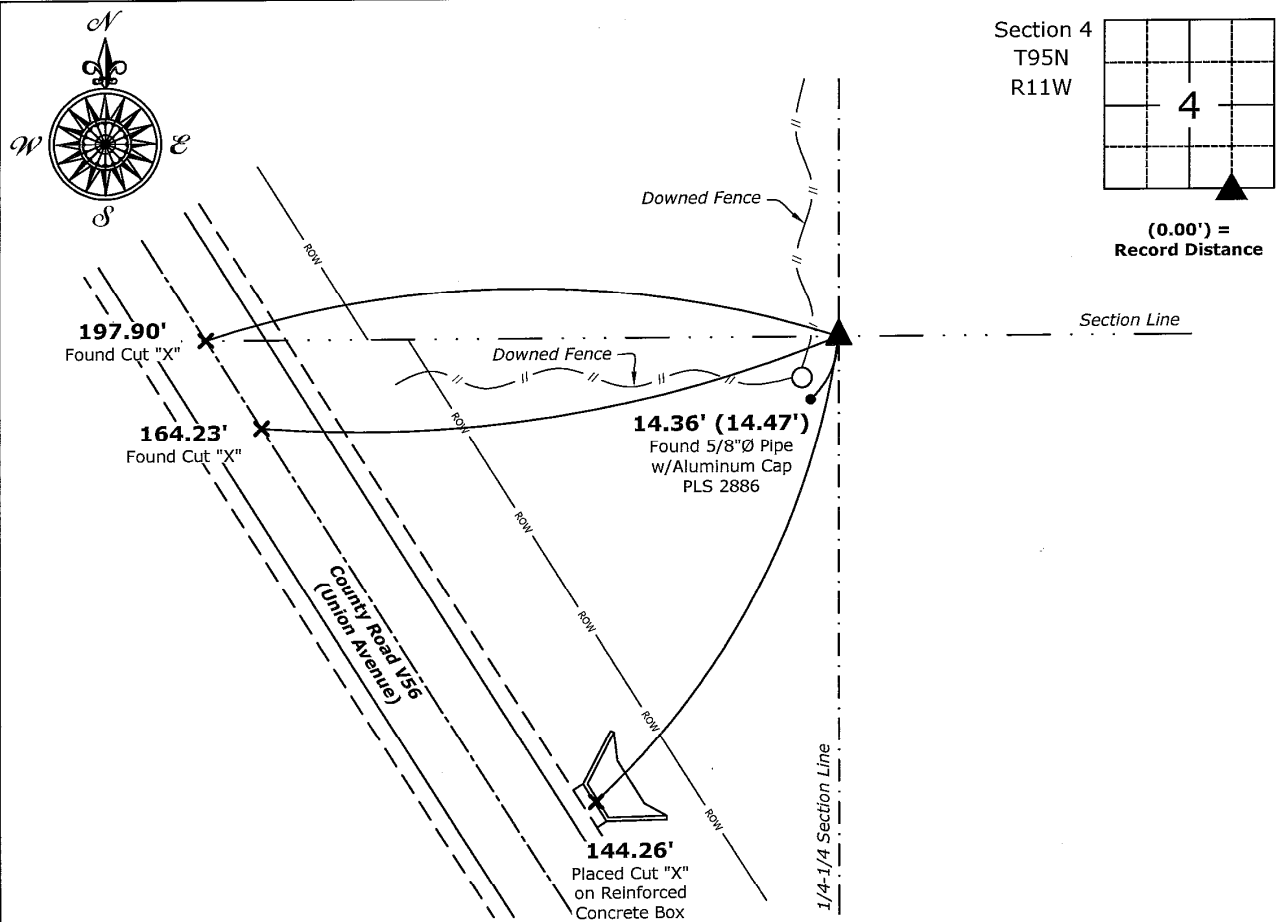 N
W
E
S
Section 4
T95N
R11W
4
(0.00') =
Record Distance
Downed Fence
ROW
Section Line
197.90'
Found Cut "X"
Downed Fence
164.23'
Found Cut "X"
ROW
14.36' (14.47')
Found 5/8"Ø Pipe
w/Aluminum Cap
PLS 2886
ROW
County Road V56
(Union Avenue)
ROW
ROW
ROW
1/4-1/4 Section Line
144.26'
Placed Cut "X"
on Reinforced
Concrete Box